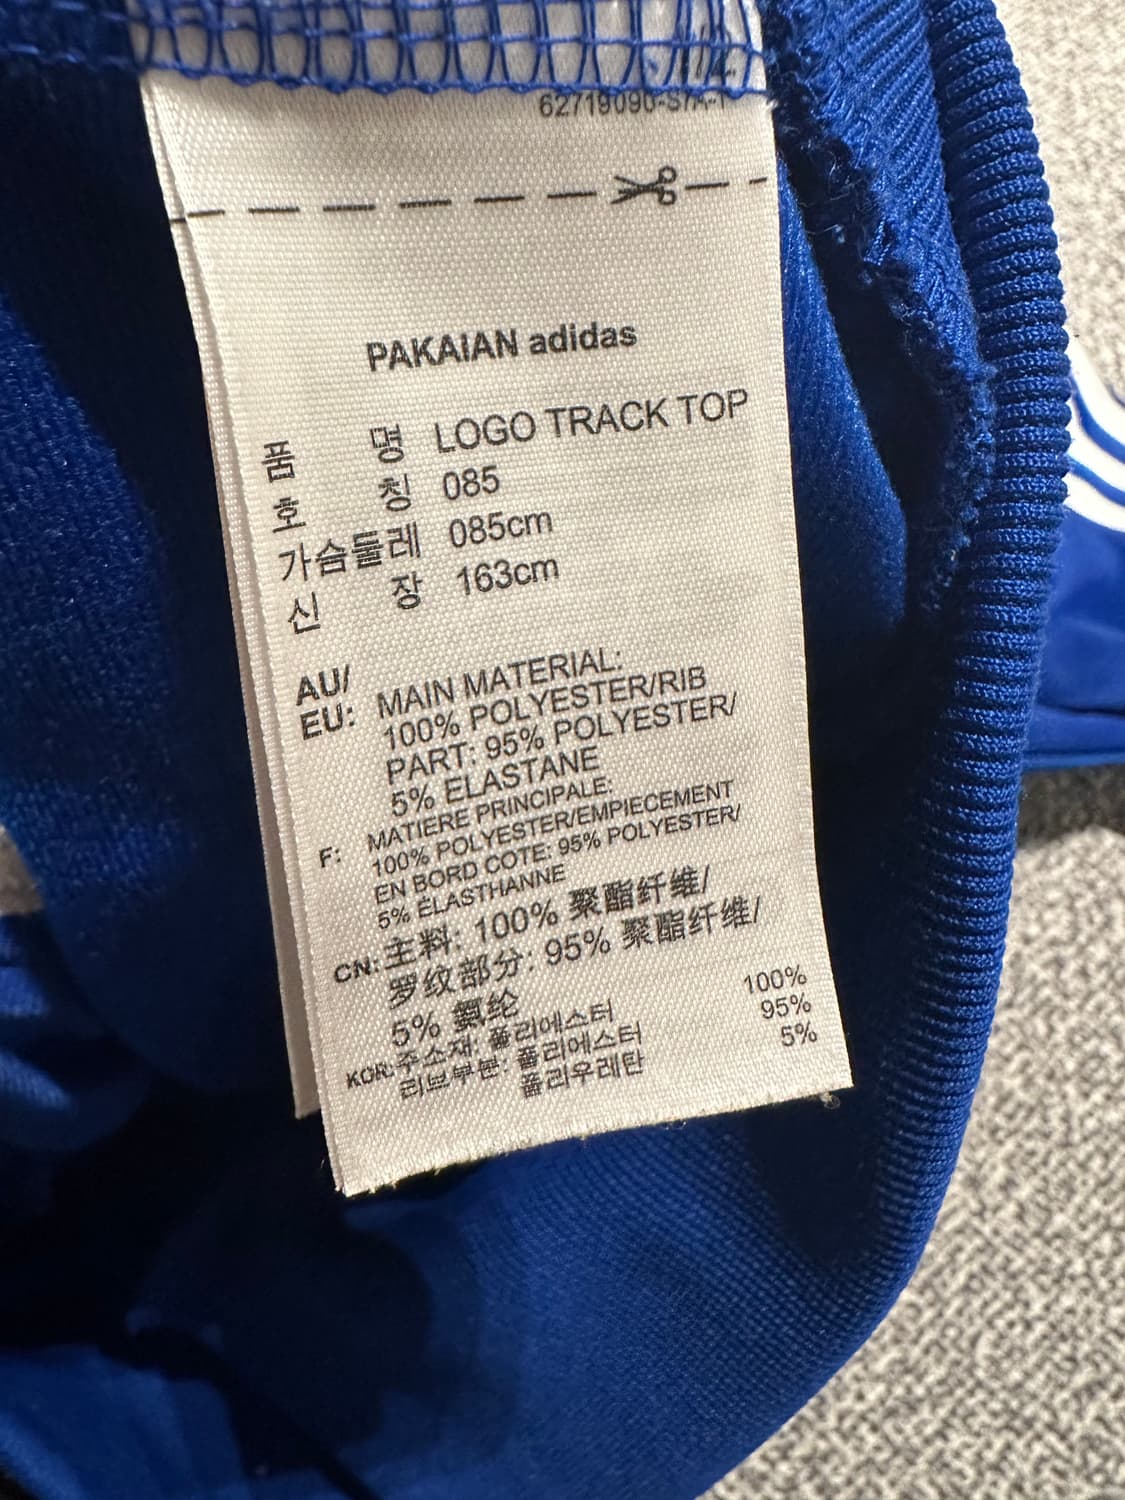 62719090-S7A-1
PAKAIAN adidas
품 명 LOGO TRACK TOP
호 칭 085
가슴둘레 085cm
신 장 163cm
AU/
EU: MAIN MATERIAL:
100% POLYESTER/RIB
PART: 95% POLYESTER/
5% ELASTANE
F: MATIERE PRINCIPALE:
100% POLYESTER/EMPIECEMENT
EN BORD COTE: 95% POLYESTER/
5% ÉLASTHANNE
CN: 主料: 100% 聚酯纤维/
罗纹部分: 95% 聚酯纤维/
5% 氨纶
KOR: 주소재: 폴리에스터 100%
리브부분: 폴리에스터 95%
폴리우레탄 5%